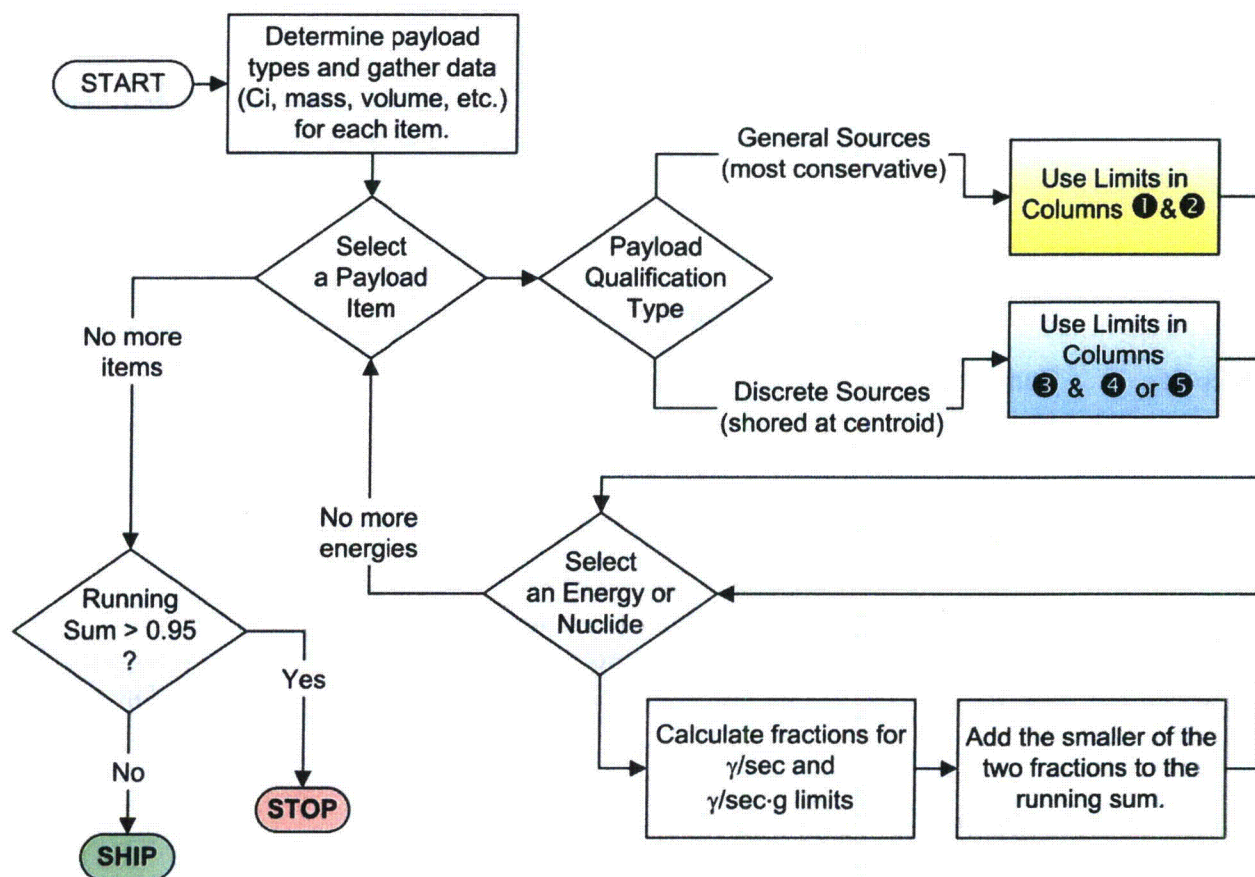 START
Determine payload
types and gather data
(Ci, mass, volume, etc.)
for each item.
Select
a Payload
Item
Payload
Qualification
Type
General Sources
(most conservative)
Use Limits in
Columns ❶&❷
Discrete Sources
(shored at centroid)
Use Limits in
Columns
❸ & ❹ or ❺
No more
items
No more
energies
Select
an Energy or
Nuclide
Running
Sum > 0.95
?
Yes
No
STOP
SHIP
Calculate fractions for
γ/sec and
γ/sec·g limits
Add the smaller of the
two fractions to the
running sum.